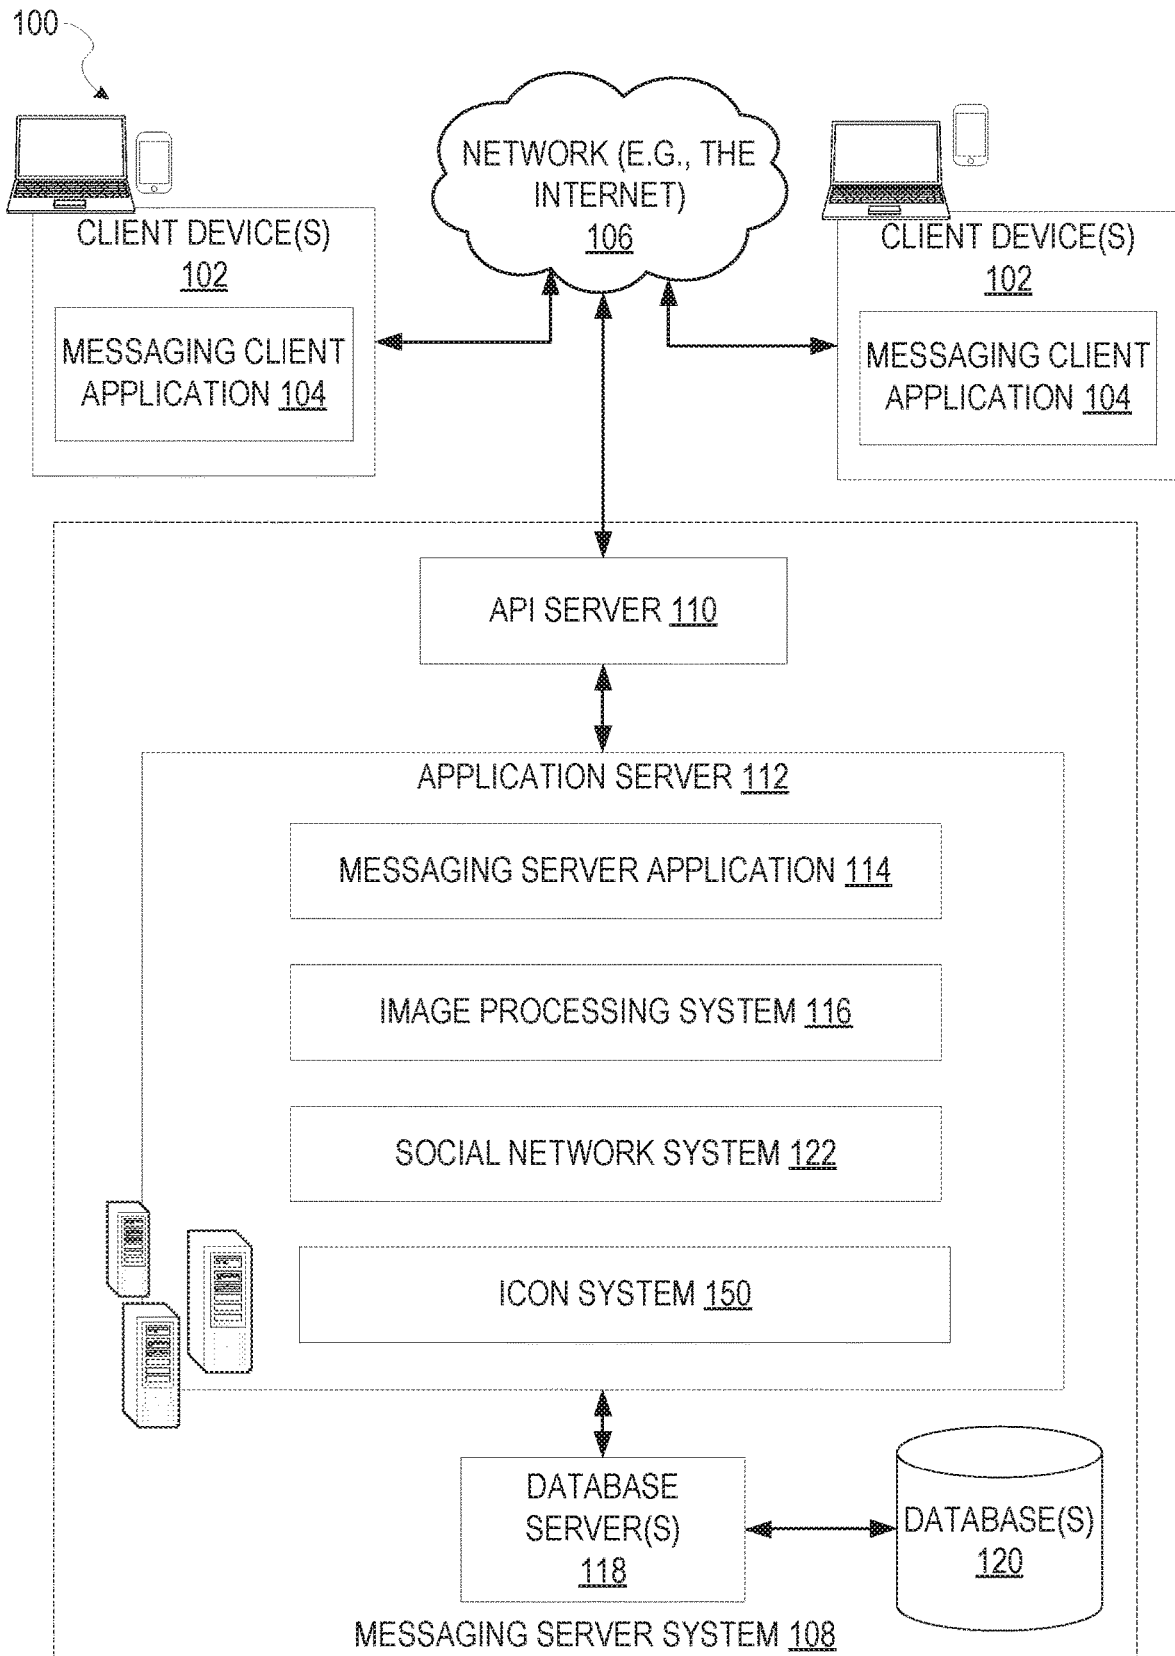 100
NETWORK (E.G., THE
INTERNET)
106
CLIENT DEVICE(S)
102
MESSAGING CLIENT
APPLICATION 104
CLIENT DEVICE(S)
102
MESSAGING CLIENT
APPLICATION 104
API SERVER 110
APPLICATION SERVER 112
MESSAGING SERVER APPLICATION 114
IMAGE PROCESSING SYSTEM 116
SOCIAL NETWORK SYSTEM 122
ICON SYSTEM 150
DATABASE
SERVER(S)
118
DATABASE(S)
120
MESSAGING SERVER SYSTEM 108